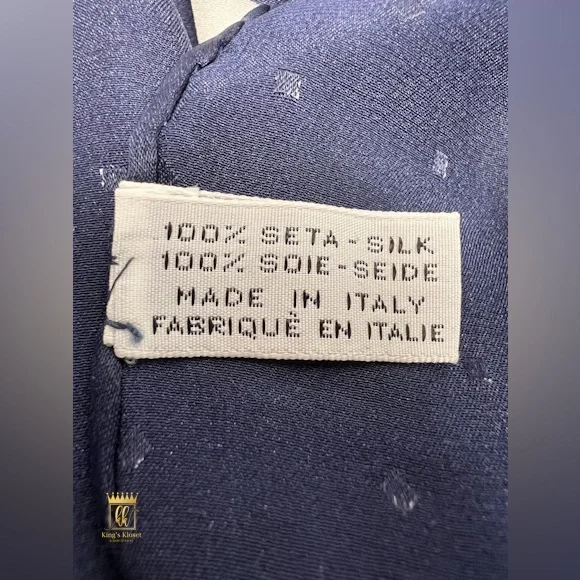 100% SETA - SILK
100% SOIE - SEIDE
MADE IN ITALY
FABRIQUÈ EN ITALIE
King's Kloset